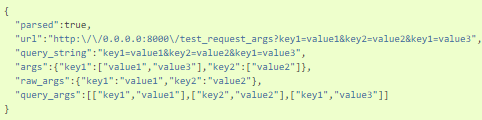 {
"parsed":true,
"url":"http:\/\/0.0.0.0:8000\/test_request_args?key1=value1&key2=value2&key1=value3",
"query_string":"key1=value1&key2=value2&key1=value3",
"args":{"key1":["value1","value3"],"key2":["value2"]},
"raw_args":{"key1":"value1","key2":"value2"},
"query_args":[["key1","value1"],["key2","value2"],["key1","value3"]]
}